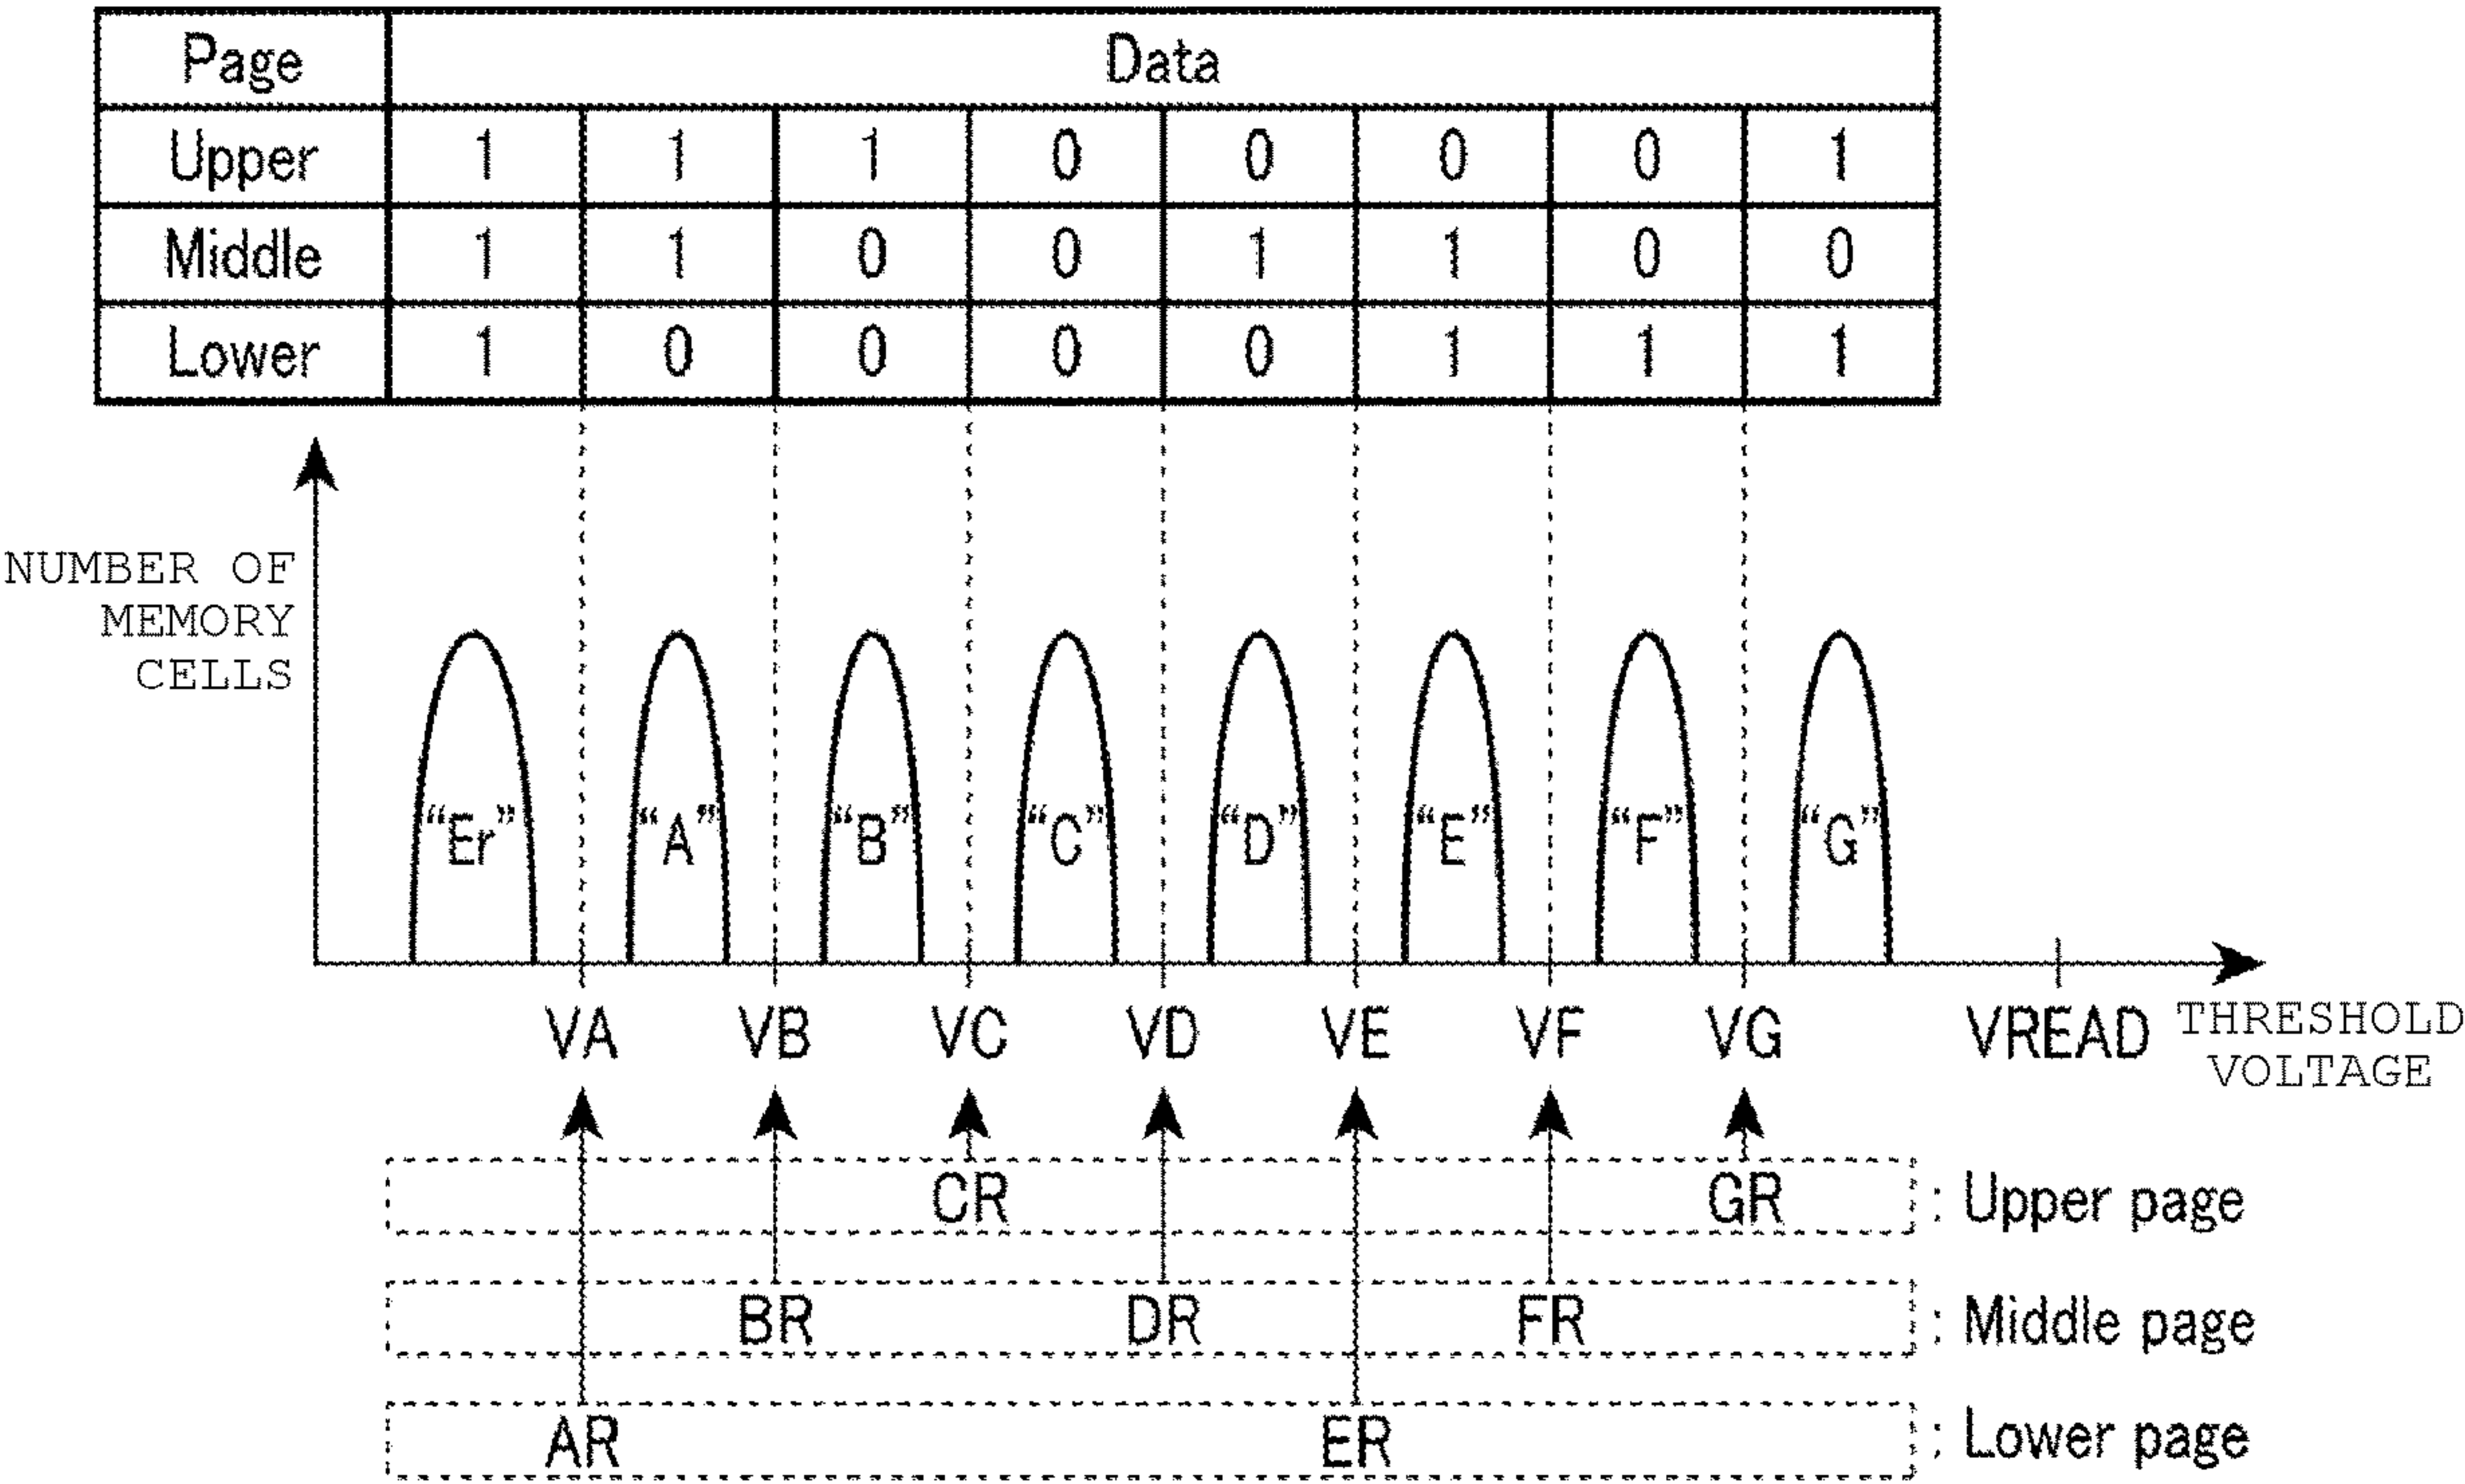 Page Data
Upper 1 1 1 0 0 0 0 1
Middle 1 1 0 0 1 1 0 0
Lower 1 0 0 0 0 1 1 1
NUMBER OF
MEMORY
CELLS
“Er” “A” “B” “C” “D” “E” “F” “G”
VA VB VC VD VE VF VG VREAD
THRESHOLD
VOLTAGE
CR GR : Upper page
BR DR FR : Middle page
AR ER : Lower page